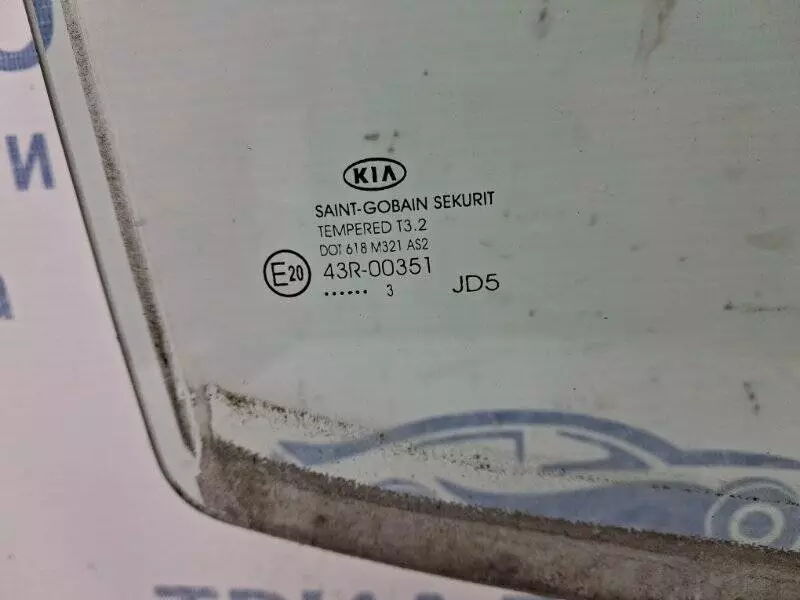 KIA
SAINT-GOBAIN SEKURIT
TEMPERED T3.2
DOT 618 M321 AS2
E20 43R-00351
...... 3 JD5